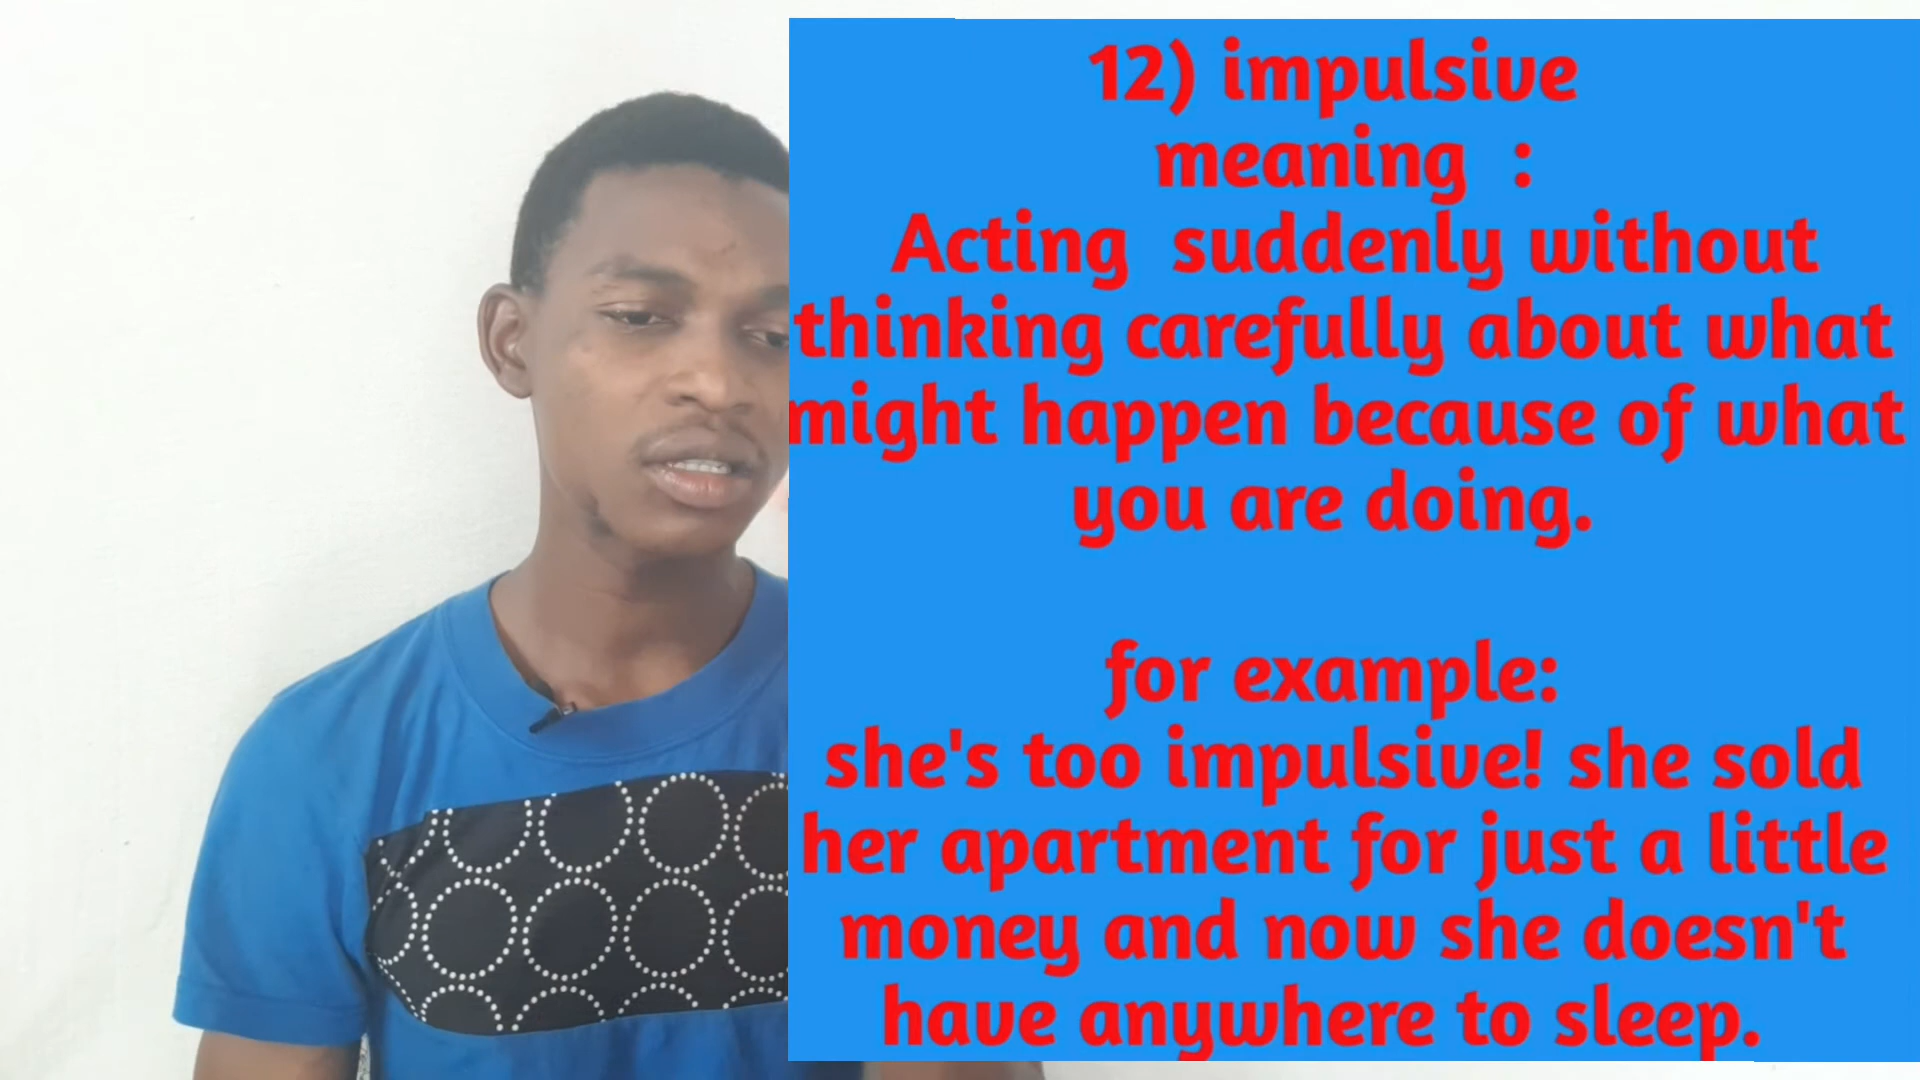 12) impulsive
meaning :
Acting suddenly without
thinking carefully about what
might happen because of what
you are doing.
for example:
she's too impulsive! she sold
her apartment for just a little
money and now she doesn't
have anywhere to sleep.